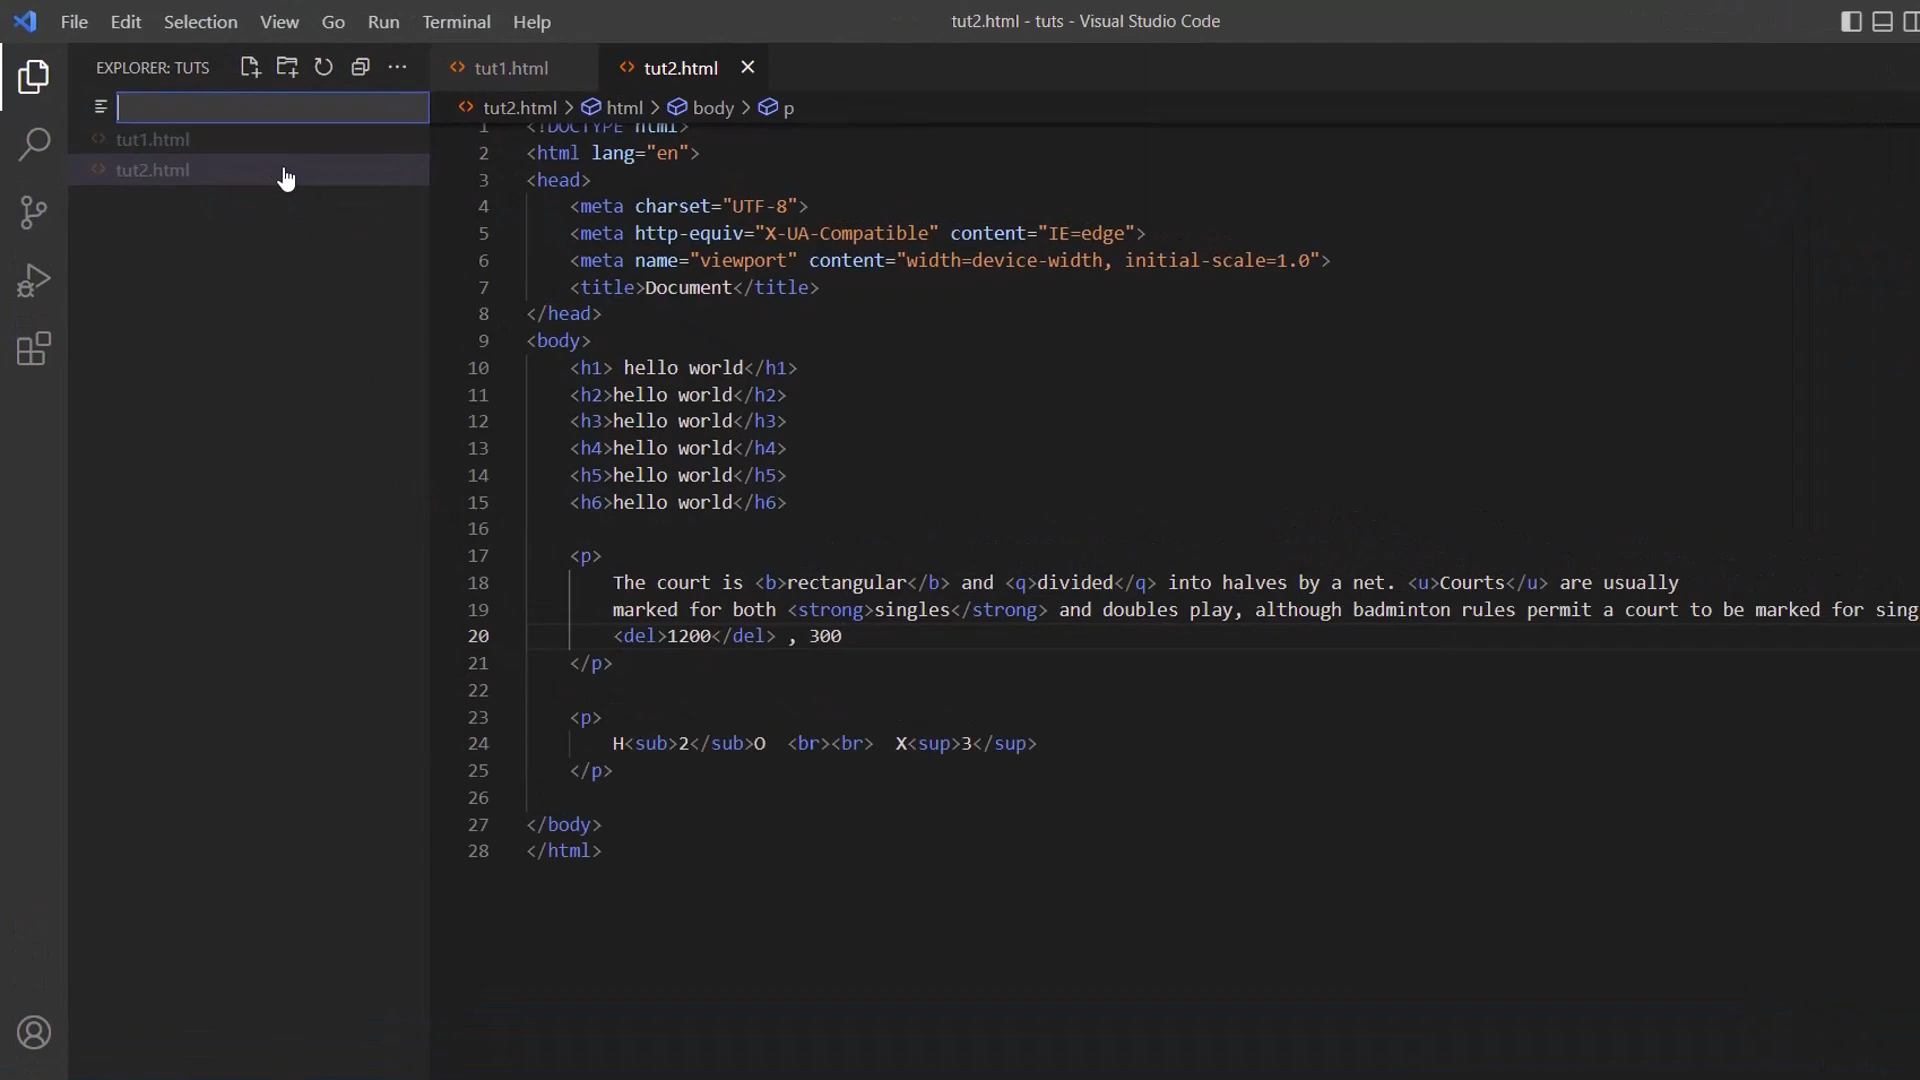 File Edit Selection View Go Run Terminal Help
tut2.html - tuts - Visual Studio Code
EXPLORER: TUTS
tut1.html
tut2.html
tut1.html
tut2.html
tut2.html > html > body > p
1 <!DOCTYPE html>
2 <html lang="en">
3 <head>
4 <meta charset="UTF-8">
5 <meta http-equiv="X-UA-Compatible" content="IE=edge">
6 <meta name="viewport" content="width=device-width, initial-scale=1.0">
7 <title>Document</title>
8 </head>
9 <body>
10 <h1> hello world</h1>
11 <h2>hello world</h2>
12 <h3>hello world</h3>
13 <h4>hello world</h4>
14 <h5>hello world</h5>
15 <h6>hello world</h6>
16
17 <p>
18 The court is <b>rectangular</b> and <q>divided</q> into halves by a net. <u>Courts</u> are usually
19 marked for both <strong>singles</strong> and doubles play, although badminton rules permit a court to be marked for sing
20 <del>1200</del> , 300
21 </p>
22
23 <p>
24 H<sub>2</sub>O <br><br> X<sup>3</sup>
25 </p>
26
27 </body>
28 </html>